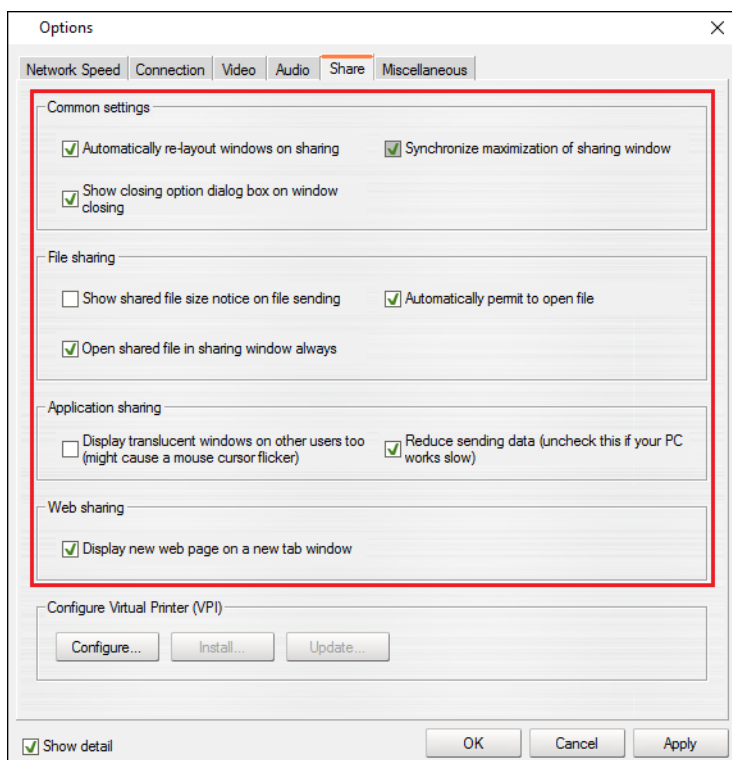 Options
Network Speed Connection Video Audio Share Miscellaneous
Common settings
Automatically re-layout windows on sharing
Synchronize maximization of sharing window
Show closing option dialog box on window
closing
File sharing
Show shared file size notice on file sending
Automatically permit to open file
Open shared file in sharing window always
Application sharing
Display translucent windows on other users too
(might cause a mouse cursor flicker)
Reduce sending data (uncheck this if your PC
works slow)
Web sharing
Display new web page on a new tab window
Configure Virtual Printer (VPI)
Configure... Install... Update...
Show detail
OK Cancel Apply